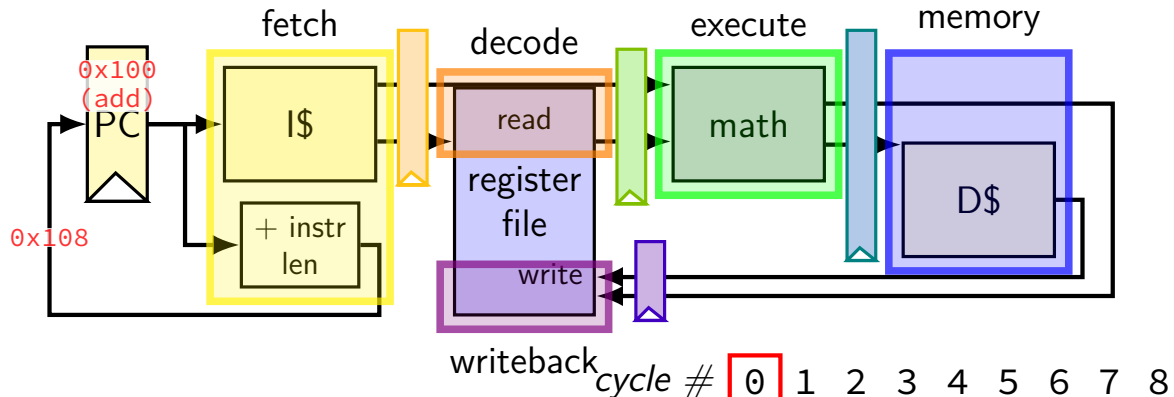 fetch
decode
execute
memory
0x100
(add)
PC
I$
read
math
register
file
D$
0x108
+ instr
len
write
writeback
cycle # 0 1 2 3 4 5 6 7 8